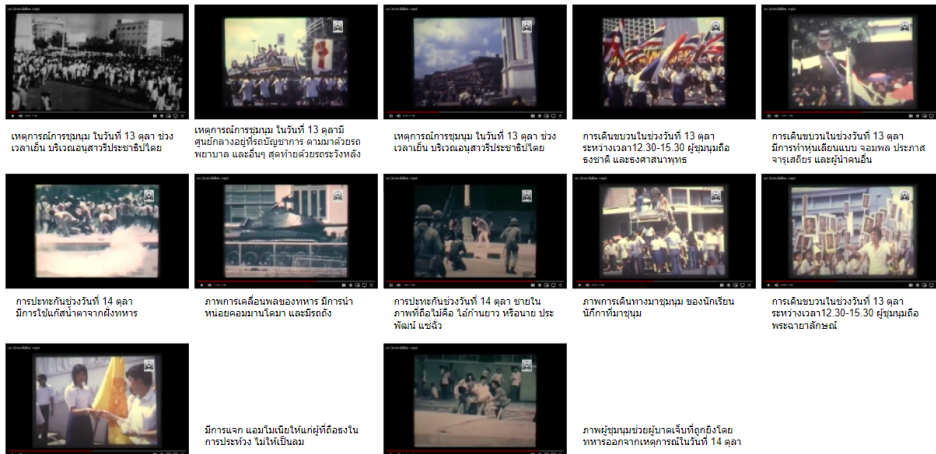 เหตุการณ์การชุมนุม ในวันที่ 13 ตุลา ช่วง
เวลาเย็น บริเวณอนุสาวรีประชาธิปไตย
เหตุการณ์การชุมนุม ในวันที่ 13 ตุลามี
ศูนย์กลางอยู่ที่รถบัญชาการ ตามมาด้วยรถ
พยาบาล และอื่นๆ สุดท้ายด้วยรถระวังหลัง
เหตุการณ์การชุมนุม ในวันที่ 13 ตุลา ช่วง
เวลาเย็น บริเวณอนุสาวรีประชาธิปไตย
การเดินขบวนในช่วงวันที่ 13 ตุลา
ระหว่างเวลา12.30-15.30 ผู้ชุมนุมถือ
ธงชาติ และธงศาสนาพุทธ
การเดินขบวนในช่วงวันที่ 13 ตุลา
มีการทำหุ่นเลียนแบบ จอมพล ประภาส
จารุเสถียร และผู้นำคนอื่น
การปะทะกันช่วงวันที่ 14 ตุลา
มีการใช้แก๊สน้ำตาจากฝั่งทหาร
ภาพการเคลื่อนพลของทหาร มีการนำ
หน่อยคอมมานโดมา และมีรถถัง
การปะทะกันช่วงวันที่ 14 ตุลา ชายใน
ภาพที่ถือไม้คือ ไอ้ก้านยาว หรือนาย ประ
พัฒน์ แซ่ฉั่ว
ภาพการเดินทางมาชุมนุม ของนักเรียน
นักึกาที่มาชุนุม
การเดินขบวนในช่วงวันที่ 13 ตุลา
ระหว่างเวลา12.30-15.30 ผู้ชุมนุมถือ
พระฉายาลักษณ์
มีการแจก แอมโมเนียให้แก่ผู้ที่ถือธงใน
การประท้วง ไม่ให้เป็นลม
ภาพผู้ชุมนุมช่วยผู้บาดเจ็บที่ถูกยิงโดย
ทหารออกจากเหตุการณ์ในวันที่ 14 ตุลา